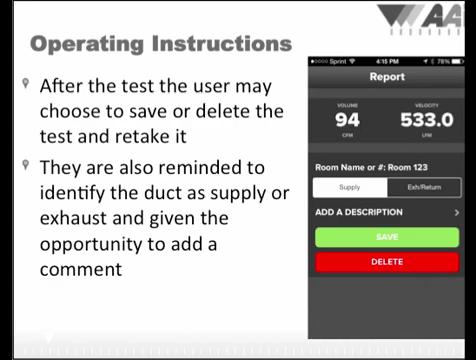 AA
Operating Instructions
After the test the user may
choose to save or delete the
test and retake it
They are also reminded to
identify the duct as supply or
exhaust and given the
opportunity to add a
comment
Sprint 4:15 PM 78%
Report
VOLUME VELOCITY
94 533.0
CFM LFM
Room Name or #: Room 123
Supply Exh/Return
ADD A DESCRIPTION
SAVE
DELETE